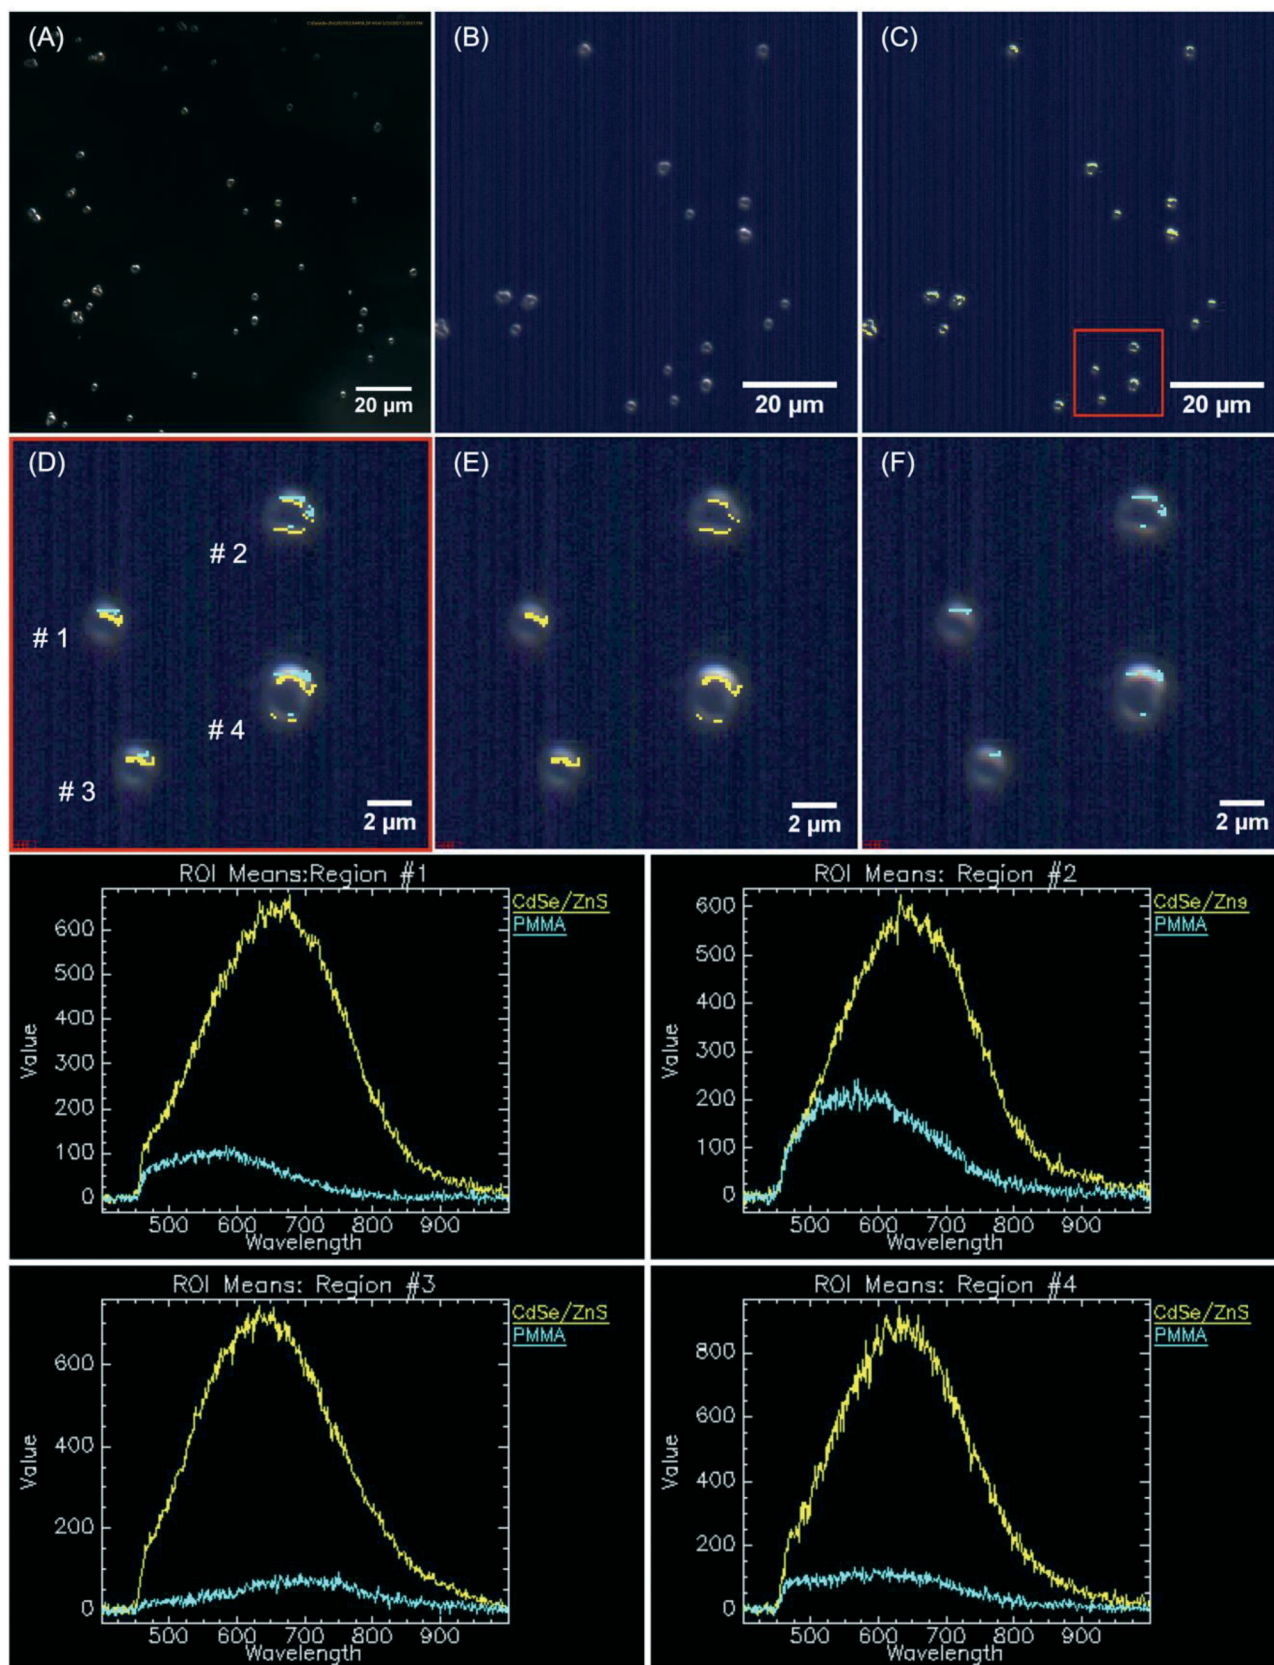 (A)
(B)
(C)
20 µm
20 µm
20 µm
(D)
(E)
(F)
# 2
# 1
# 4
# 3
2 µm
2 µm
2 µm
ROI Means:Region #1
CdSe/ZnS
PMMA
Value
600
500
400
300
200
100
0
500 600 700 800 900
Wavelength
ROI Means: Region #2
CdSe/Zns
PMMA
Value
600
500
400
300
200
100
0
500 600 700 800 900
Wavelength
ROI Means: Region #3
CdSe/ZnS
PMMA
Value
600
400
200
0
500 600 700 800 900
Wavelength
ROI Means: Region #4
CdSe/ZnS
PMMA
Value
800
600
400
200
0
500 600 700 800 900
Wavelength